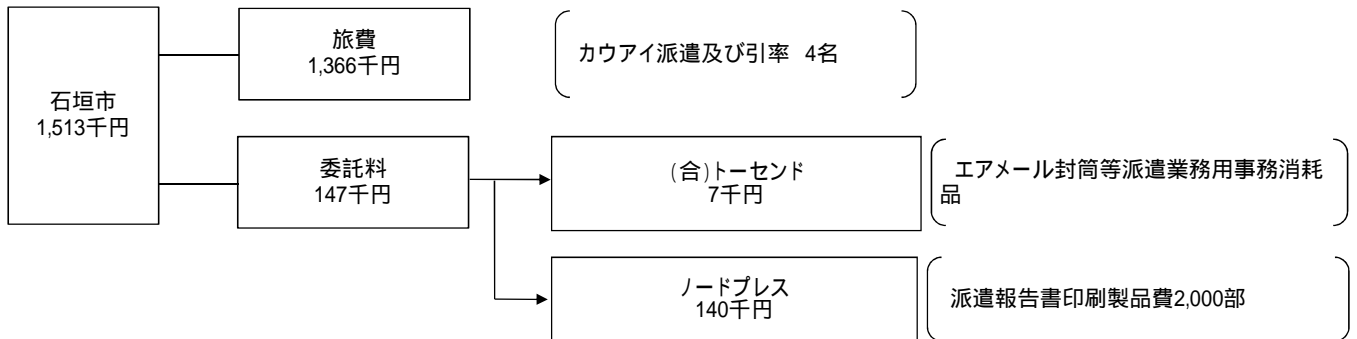 石垣市
1,513千円
旅費
1,366千円
カウアイ派遣及び引率 4名
委託料
147千円
(合)トーセンド
7千円
エアメール封筒等派遣業務用事務消耗
品
ノードプレス
140千円
派遣報告書印刷製品費2,000部